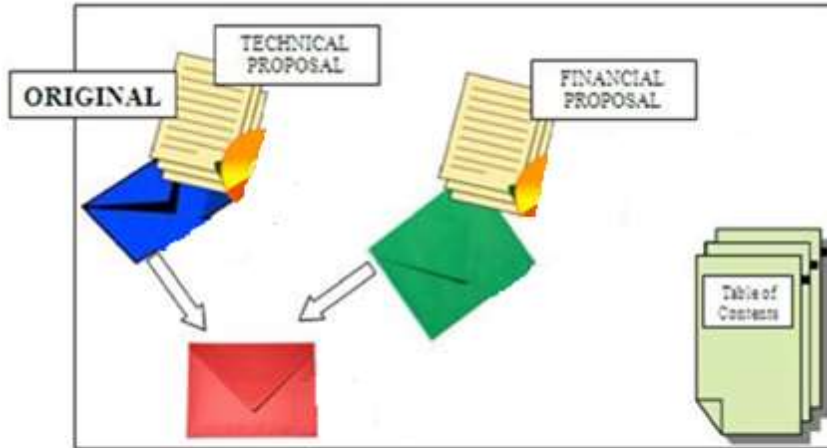 TECHNICAL
PROPOSAL
ORIGINAL
FINANCIAL
PROPOSAL
Table of
Contents